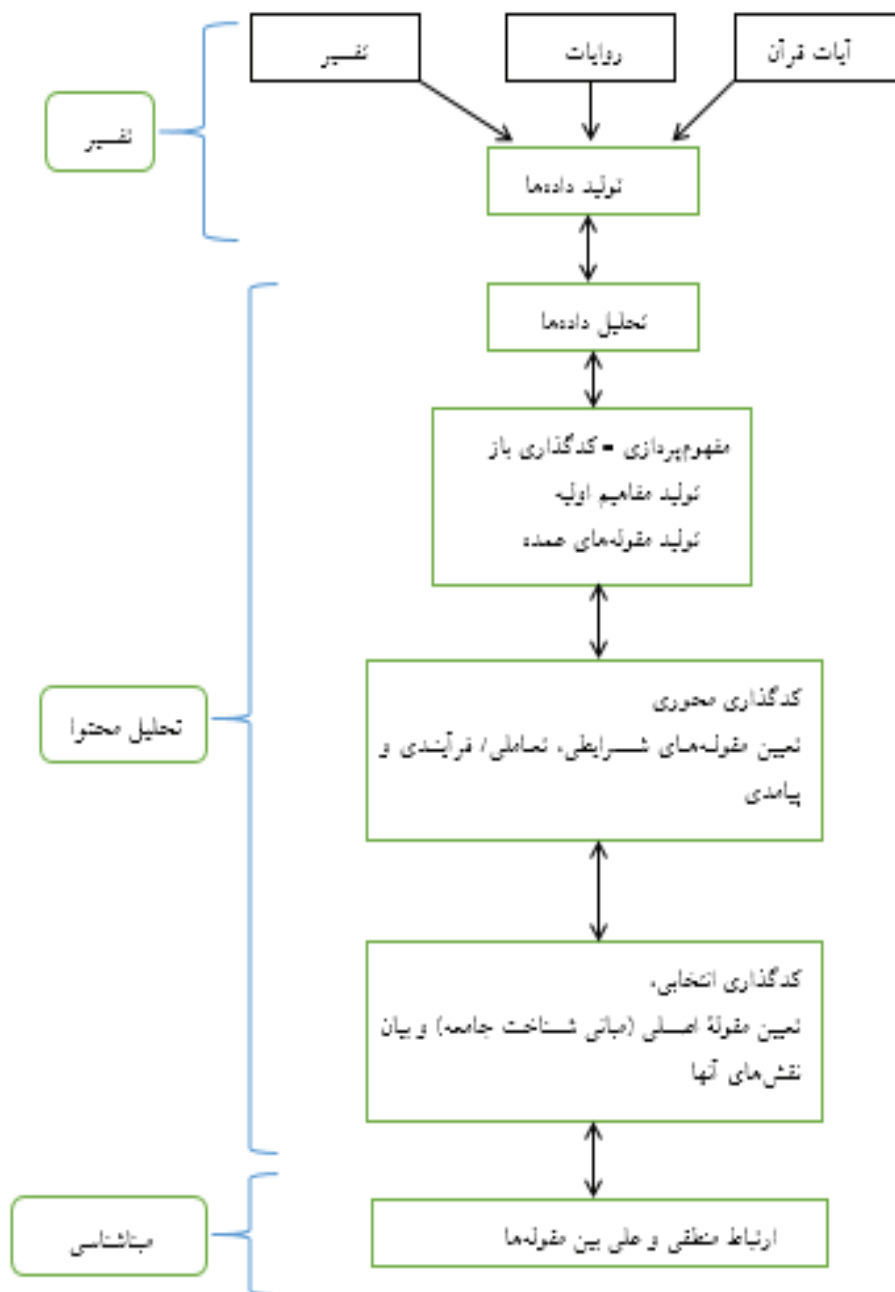 آیات قرآن
روایات
تفسیر
تفسیر
تولید داده‌ها
تحلیل داده‌ها
مفهوم‌پردازی = کدگذاری باز
تولید مفاهیم اولیه
تولید مقوله‌های عمده
تحلیل محتوا
کدگذاری محوری
تعیین مقوله‌های شرایطی، تعاملی/ فرآیندی و
پیامدی
کدگذاری انتخابی،
تعیین مقولهٔ اصلی (مبانی شناخت جامعه) و بیان
نقش‌های آنها
ارتباط منطقی و علی بین مقوله‌ها
مبناشناسی